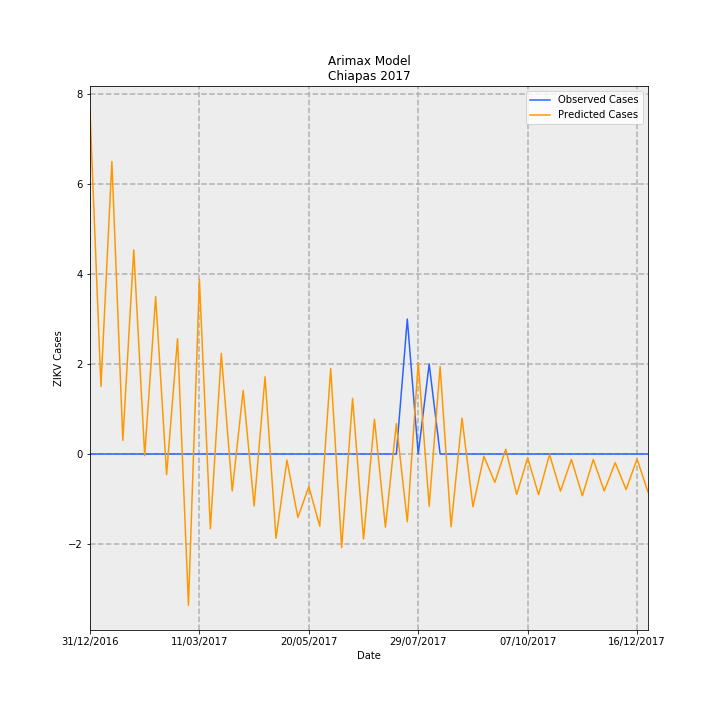 Arimax Model
Chiapas 2017
Observed Cases
Predicted Cases
8
6
4
2
0
−2
ZIKV Cases
31/12/2016
11/03/2017
20/05/2017
29/07/2017
07/10/2017
16/12/2017
Date